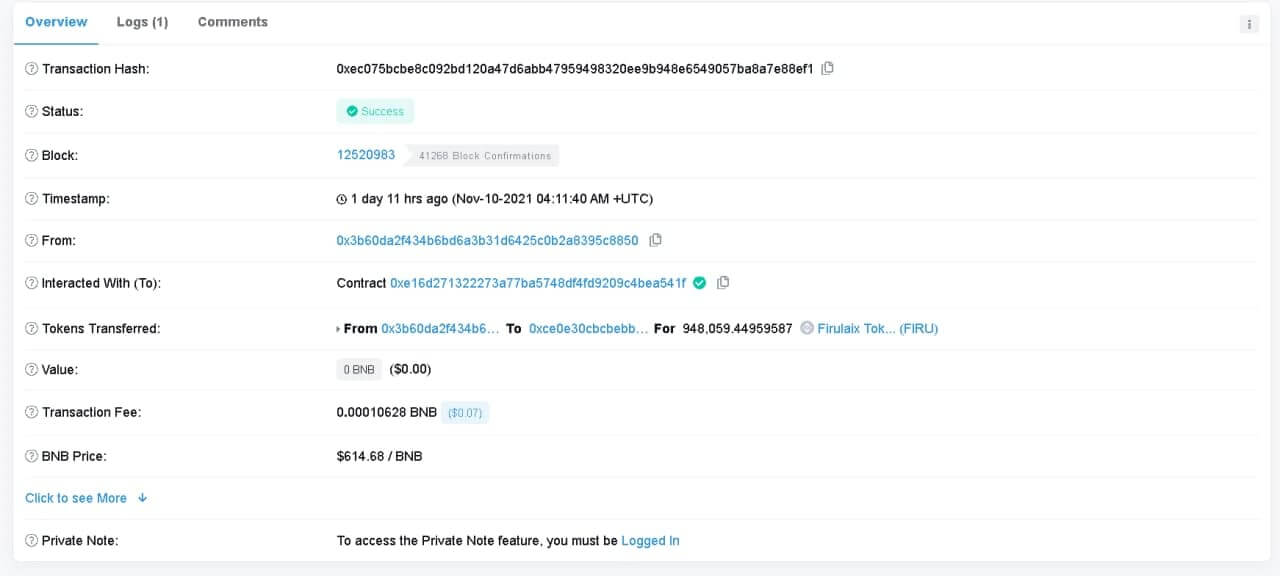 Overview Logs (1) Comments
Transaction Hash: 0xec075bcbe8c092bd120a47d6abb47959498320ee9b948e6549057ba8a7e88ef1
Status: Success
Block: 12520983 41268 Block Confirmations
Timestamp: 1 day 11 hrs ago (Nov-10-2021 04:11:40 AM +UTC)
From: 0x3b60da2f434b6bd6a3b31d6425c0b2a8395c8850
Interacted With (To): Contract 0xe16d271322273a77ba5748df4fd9209c4bea541f
Tokens Transferred: From 0x3b60da2f434b6... To 0xce0e30cbcbebb... For 948,059.44959587 Firulaix Tok... (FIRU)
Value: 0 BNB ($0.00)
Transaction Fee: 0.00010628 BNB ($0.07)
BNB Price: $614.68 / BNB
Click to see More
Private Note: To access the Private Note feature, you must be Logged In